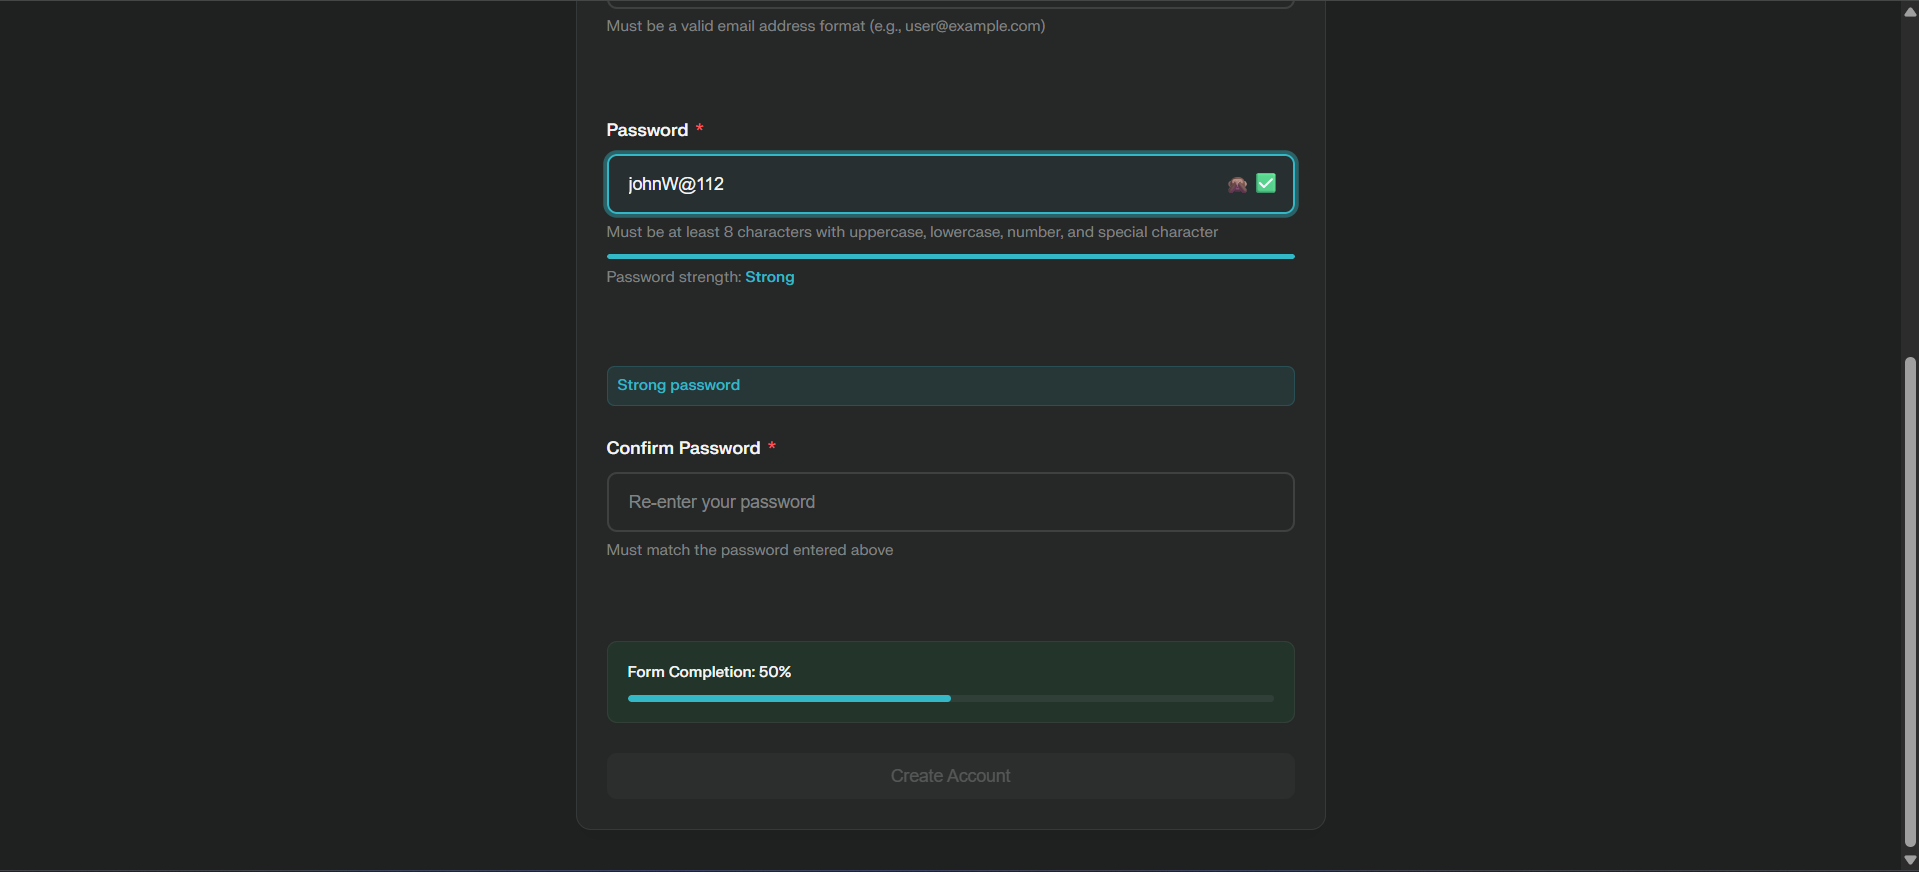 Must be a valid email address format (e.g., user@example.com)
Password *
johnW@112
Must be at least 8 characters with uppercase, lowercase, number, and special character
Password strength: Strong
Strong password
Confirm Password *
Re-enter your password
Must match the password entered above
Form Completion: 50%
Create Account